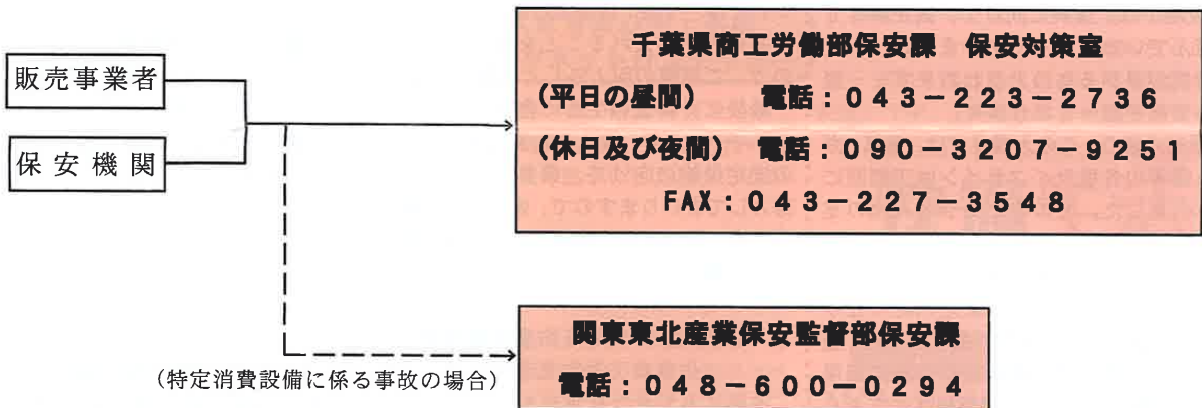 販売事業者
保安機関
千葉県商工労働部保安課　保安対策室
(平日の昼間)　電話：043－223－2736
(休日及び夜間)　電話：090－3207－9251
FAX：043－227－3548
関東東北産業保安監督部保安課
電話：048－600－0294
(特定消費設備に係る事故の場合)